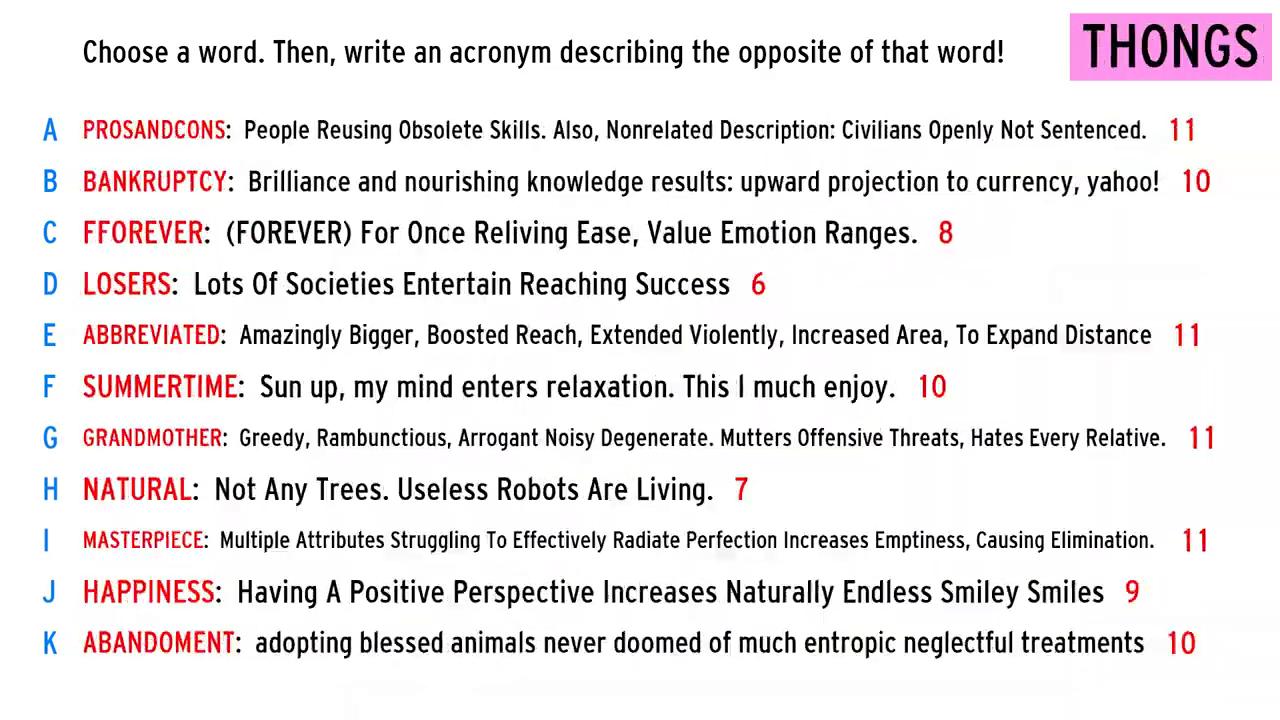 Choose a word. Then, write an acronym describing the opposite of that word!
THONGS
A PROSANDCONS: People Reusing Obsolete Skills. Also, Nonrelated Description: Civilians Openly Not Sentenced. 11
B BANKRUPTCY: Brilliance and nourishing knowledge results: upward projection to currency, yahoo! 10
C FFOREVER: (FOREVER) For Once Reliving Ease, Value Emotion Ranges. 8
D LOSERS: Lots Of Societies Entertain Reaching Success 6
E ABBREVIATED: Amazingly Bigger, Boosted Reach, Extended Violently, Increased Area, To Expand Distance 11
F SUMMERTIME: Sun up, my mind enters relaxation. This I much enjoy. 10
G GRANDMOTHER: Greedy, Rambunctious, Arrogant Noisy Degenerate. Mutters Offensive Threats, Hates Every Relative. 11
H NATURAL: Not Any Trees. Useless Robots Are Living. 7
I MASTERPIECE: Multiple Attributes Struggling To Effectively Radiate Perfection Increases Emptiness, Causing Elimination. 11
J HAPPINESS: Having A Positive Perspective Increases Naturally Endless Smiley Smiles 9
K ABANDOMENT: adopting blessed animals never doomed of much entropic neglectful treatments 10